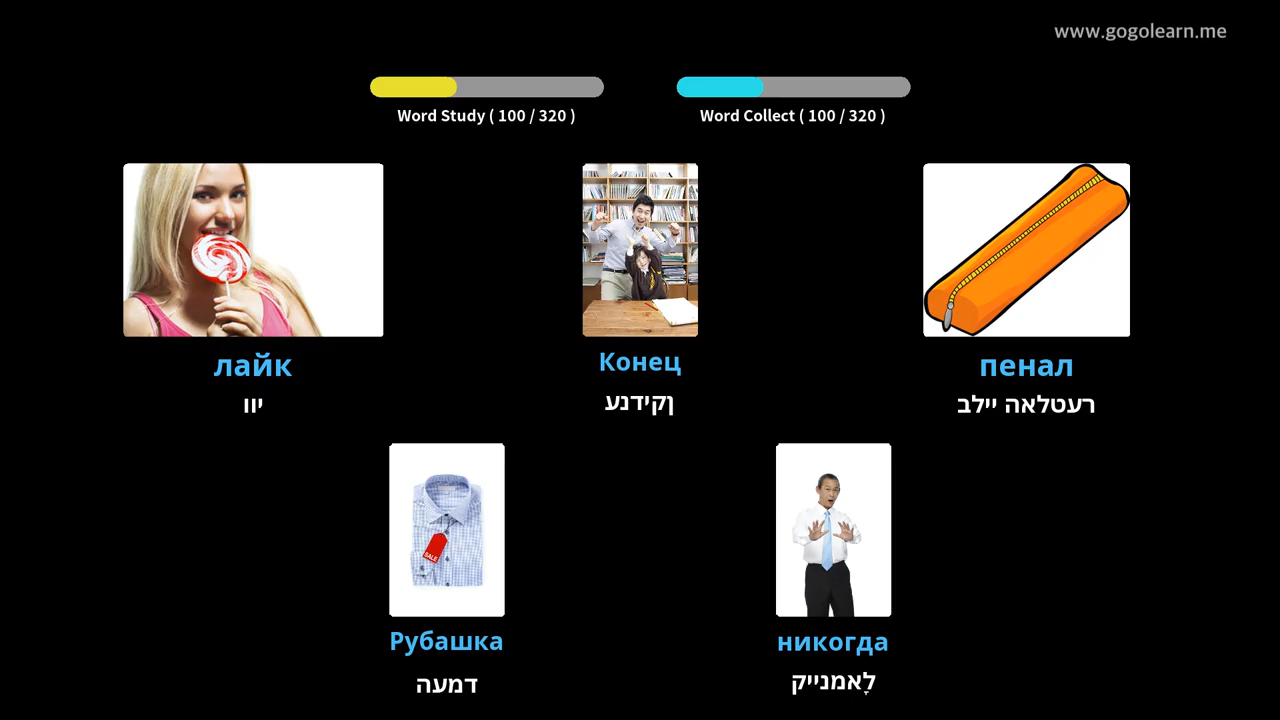 www.gogolearn.me
Word Study ( 100 / 320 )
Word Collect ( 100 / 320 )
лайк
Конец
пенал
יוו
ןקידנע
רעטלאה יילב
Рубашка
никогда
דמעה
לָאמנייק